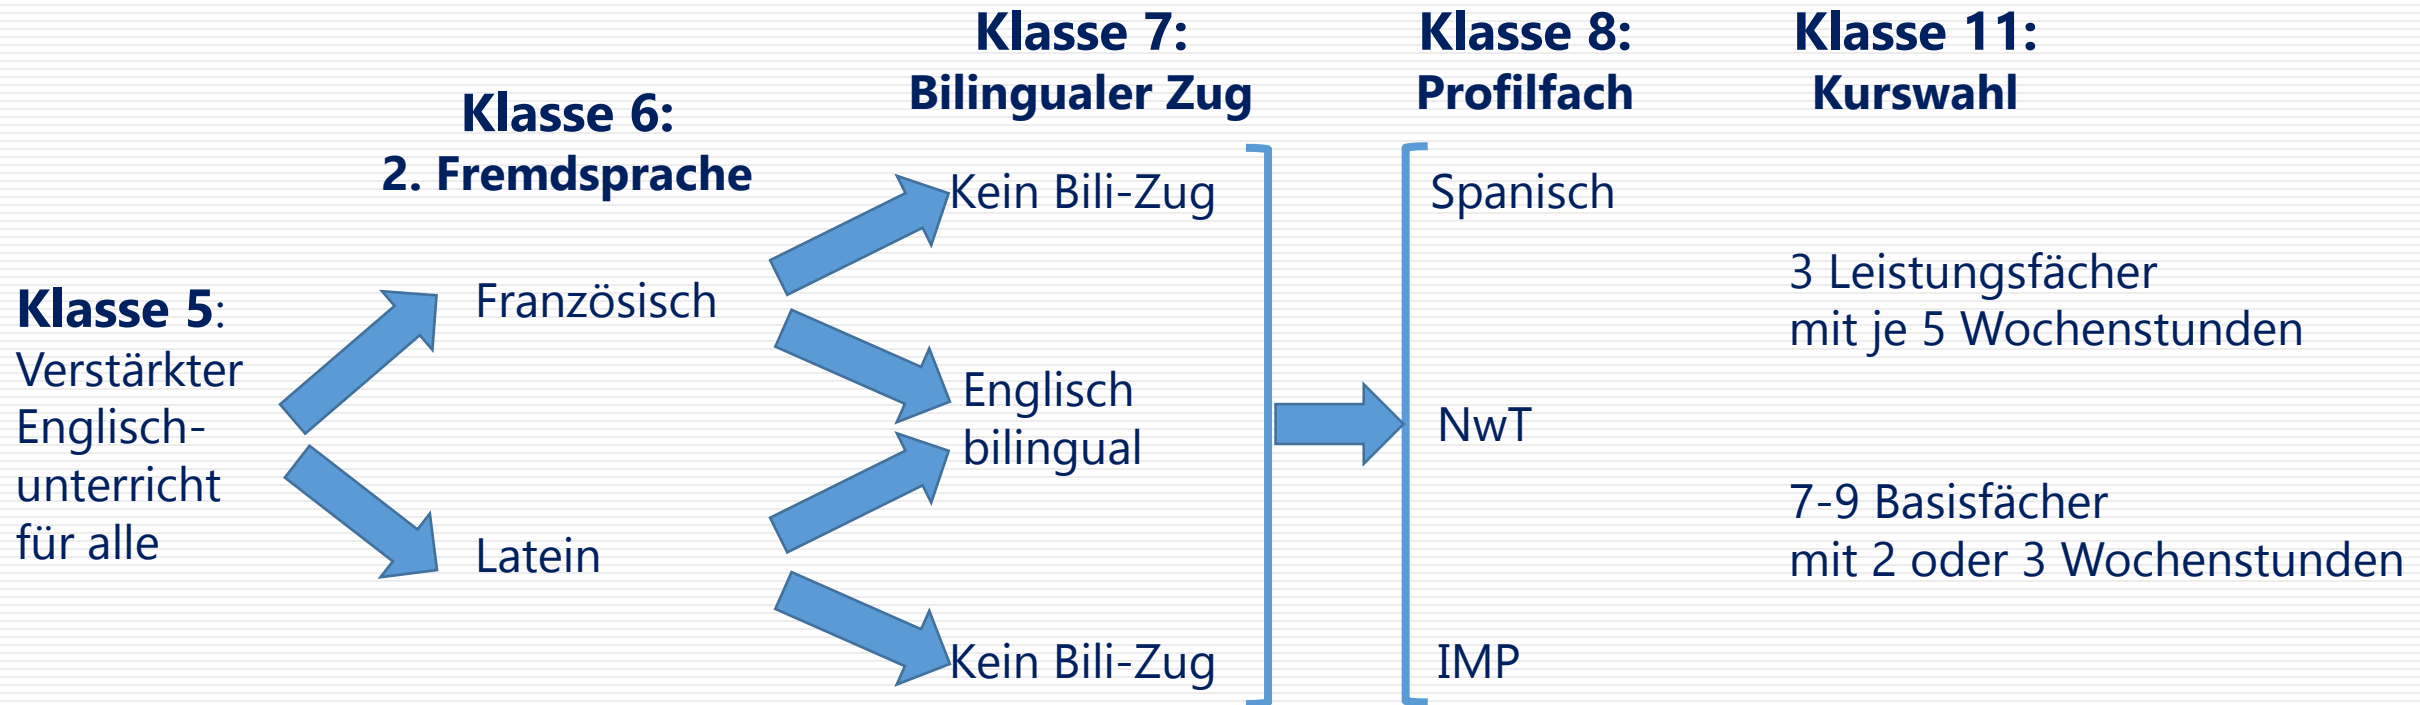 Klasse 5:
Verstärkter
Englisch-
unterricht
für alle
Klasse 6:
2. Fremdsprache
Französisch
Latein
Klasse 7:
Bilingualer Zug
Kein Bili-Zug
Englisch
bilingual
Kein Bili-Zug
Klasse 8:
Profilfach
Spanisch
NwT
IMP
Klasse 11:
Kurswahl
3 Leistungsfächer
mit je 5 Wochenstunden
7-9 Basisfächer
mit 2 oder 3 Wochenstunden